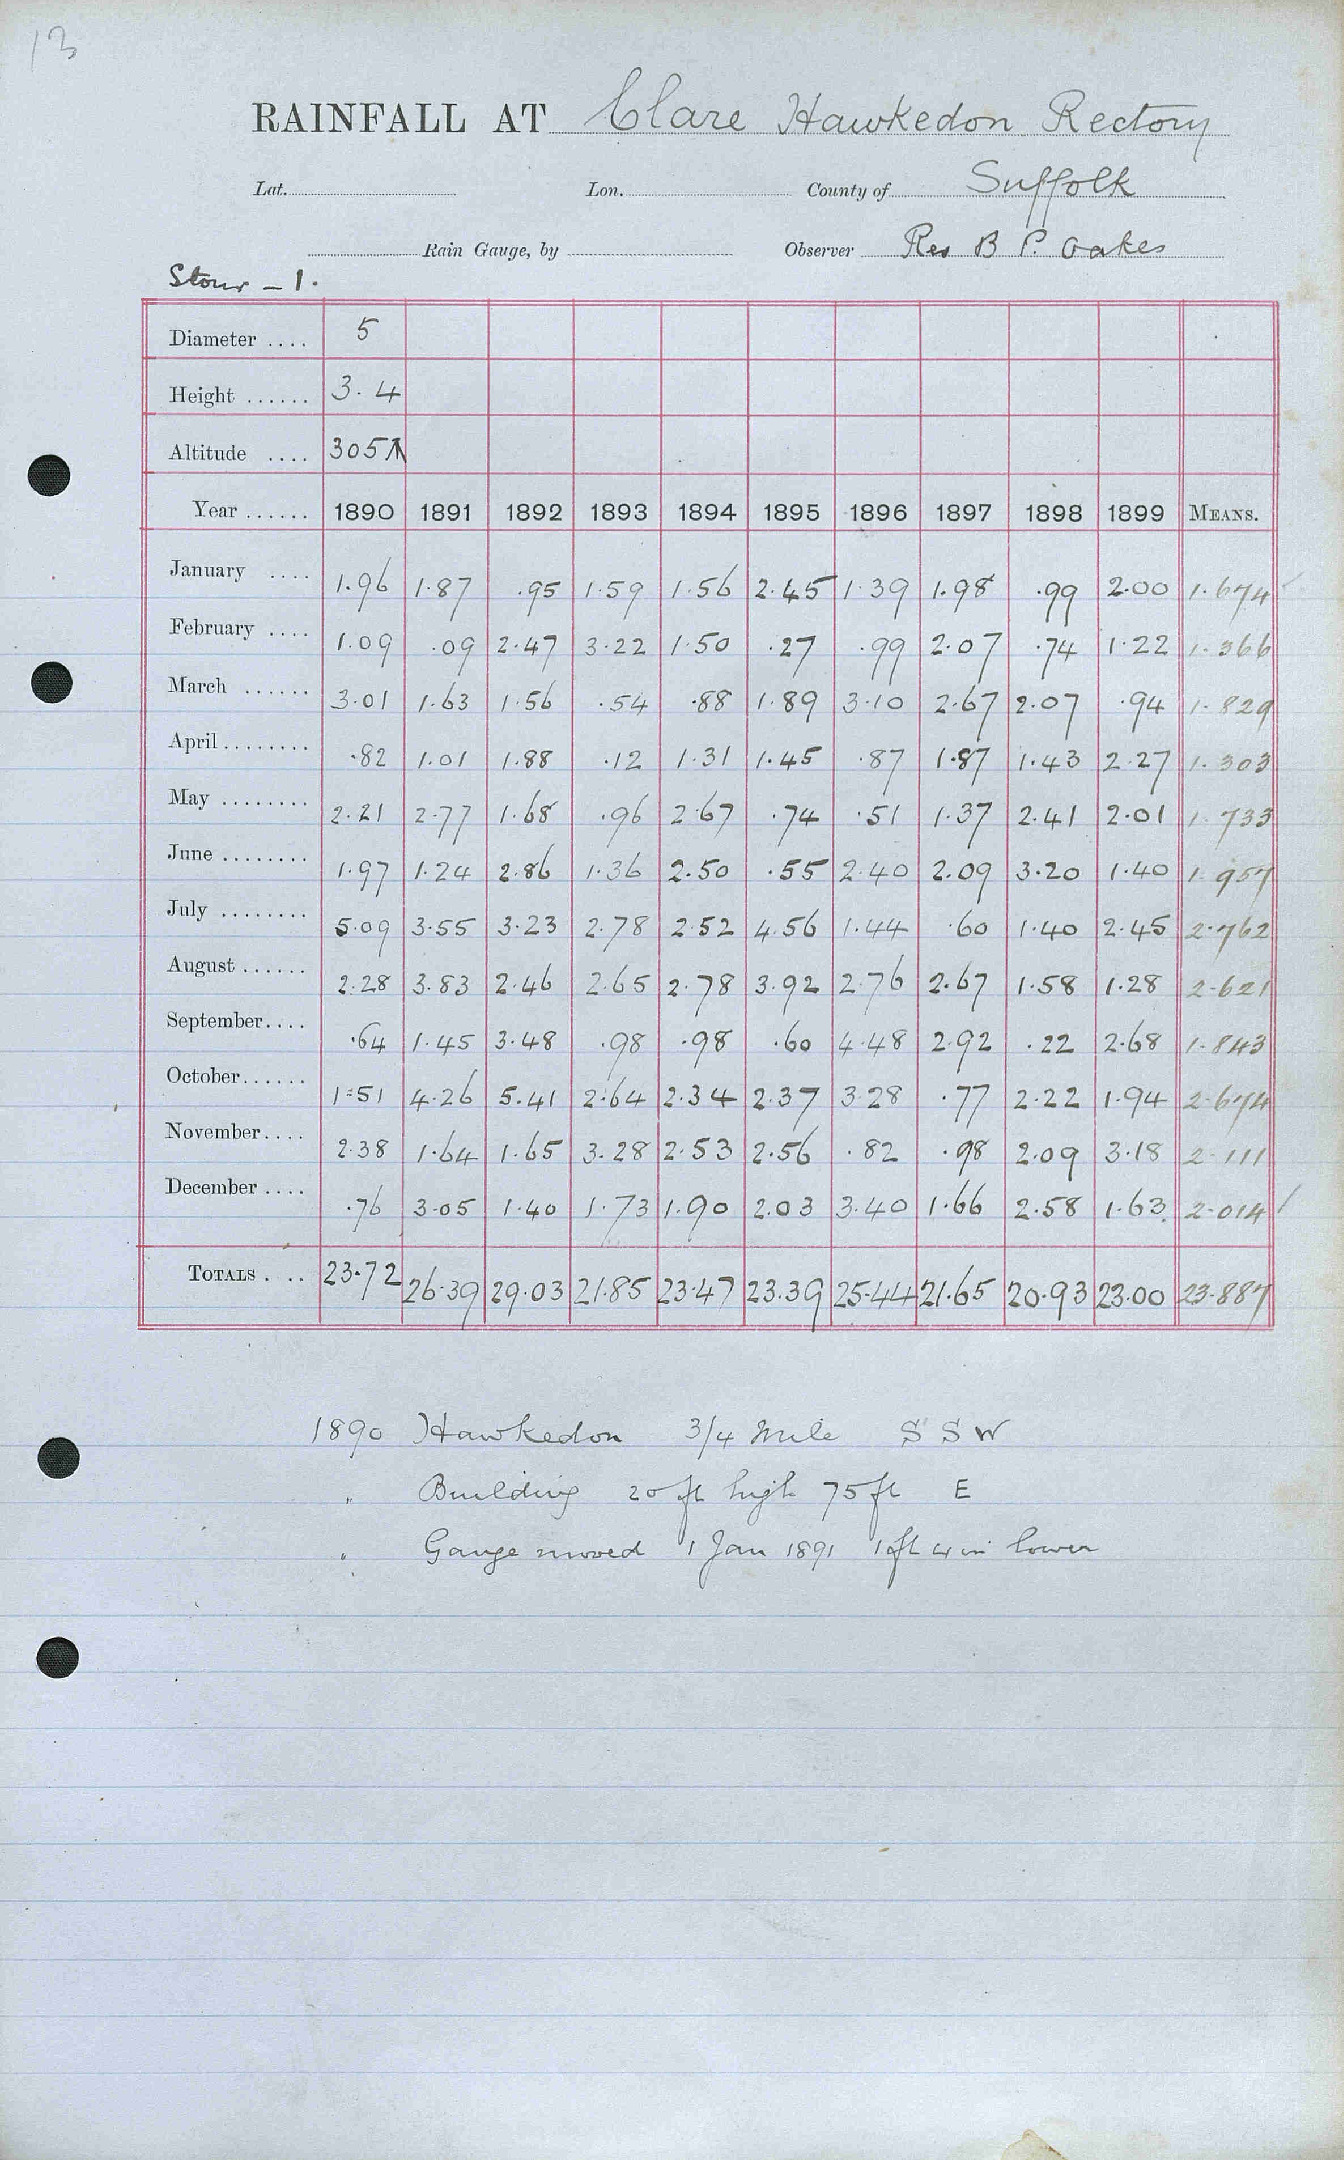 13
RAINFALL AT Clare Hawkedon Rectory
Lat. Lon. County of Suffolk
Rain Gauge, by Observer Rev B P. Oakes
Stour - 1.
Diameter .... 5
Height ...... 3. 4
Altitude .... 305
Year ...... 1890 1891 1892 1893 1894 1895 1896 1897 1898 1899 MEANS.
January .... 1.96 1.87 .95 1.59 1.56 2.45 1.39 1.98 .99 2.00 1.674
February .... 1.09 .09 2.47 3.22 1.50 .27 .99 2.07 .74 1.22 1.366
March ...... 3.01 1.63 1.56 .54 .88 1.89 3.10 2.67 2.07 .94 1.829
April ........ .82 1.01 1.88 .12 1.31 1.45 .87 1.87 1.43 2.27 1.303
May ........ 2.21 2.77 1.68 .96 2.67 .74 .51 1.37 2.41 2.01 1.733
June ........ 1.97 1.24 2.86 1.36 2.50 .55 2.40 2.09 3.20 1.40 1.957
July ........ 5.09 3.55 3.23 2.78 2.52 4.56 1.44 .60 1.40 2.45 2.762
August ...... 2.28 3.83 2.46 2.65 2.78 3.92 2.76 2.67 1.58 1.28 2.621
September.... .64 1.45 3.48 .98 .98 .60 4.48 2.92 .22 2.68 1.843
October...... 1.51 4.26 5.41 2.64 2.34 2.37 3.28 .77 2.22 1.94 2.674
November.... 2.38 1.64 1.65 3.28 2.53 2.56 .82 .98 2.09 3.18 2.111
December .... .76 3.05 1.40 1.73 1.90 2.03 3.40 1.66 2.58 1.63 2.014
TOTALS .... 23.72 26.39 29.03 21.85 23.47 23.39 25.44 21.65 20.93 23.00 23.887
1890 Hawkedon 3/4 Mile S S W
" Building 20 ft high 75 ft E
" Gauge moved 1 Jan 1891 1 ft 4 in lower